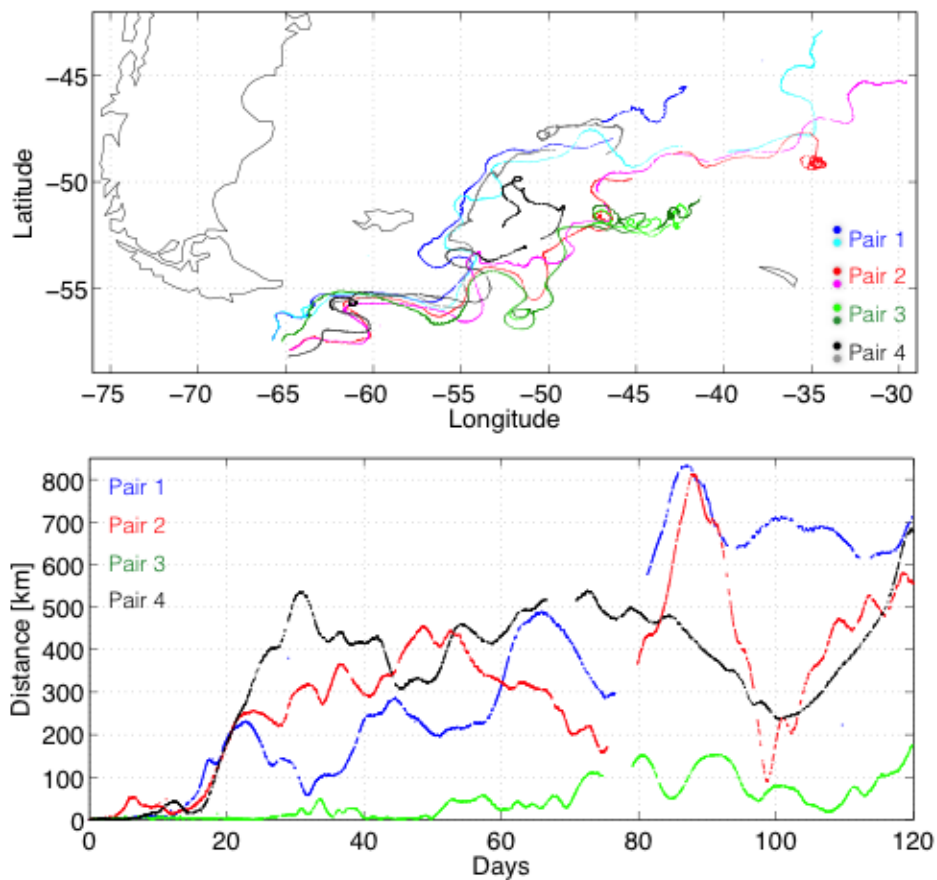 −45
−50
−55
Latitude
Pair 1
Pair 2
Pair 3
Pair 4
−75 −70 −65 −60 −55 −50 −45 −40 −35 −30
Longitude
800
700
600
500
400
300
200
100
0
Distance [km]
Pair 1
Pair 2
Pair 3
Pair 4
0 20 40 60 80 100 120
Days